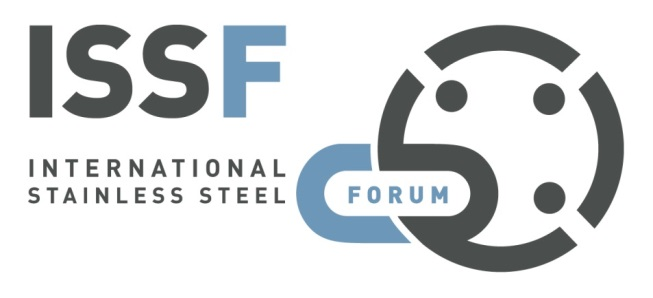 ISSF
INTERNATIONAL
STAINLESS STEEL FORUM